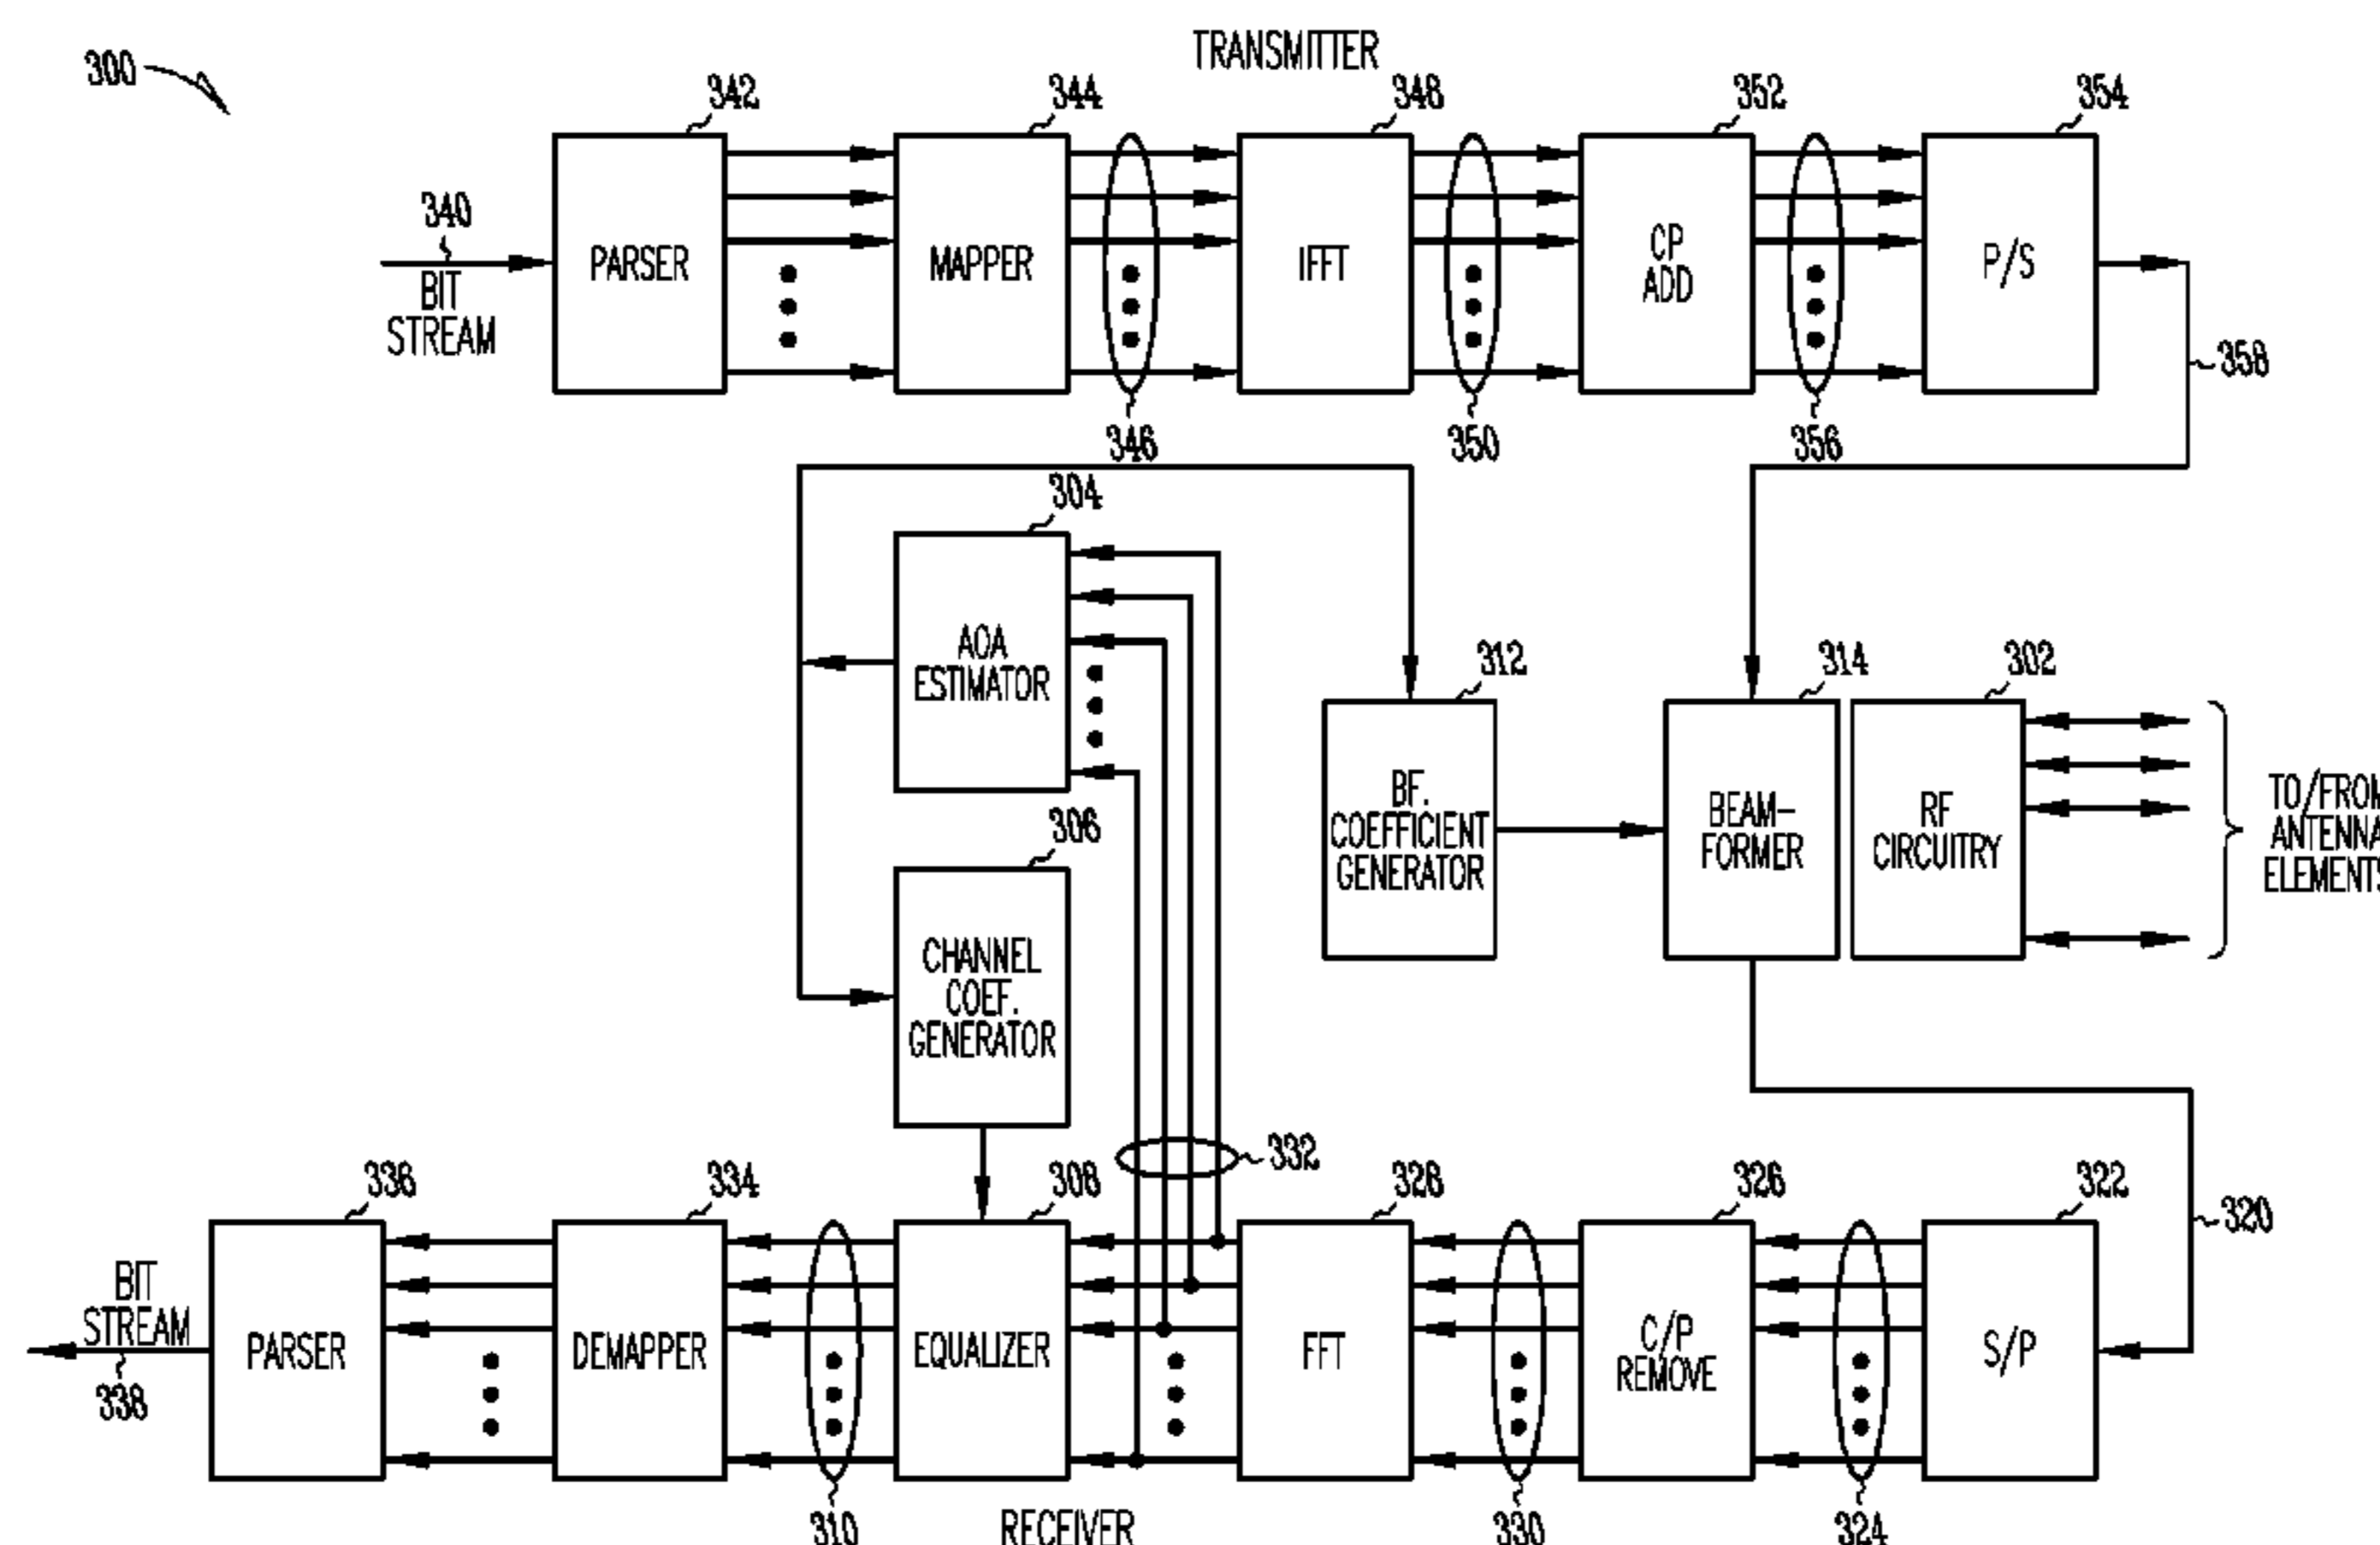 300
TRANSMITTER
342
344
348
352
354
340
BIT
STREAM
PARSER
MAPPER
IFFT
CP
ADD
P/S
358
346
350
356
304
AOA
ESTIMATOR
312
314
302
BF.
COEFFICIENT
GENERATOR
BEAM-
FORMER
RF
CIRCUITRY
TO/FROM
ANTENNA
ELEMENTS
306
CHANNEL
COEF.
GENERATOR
332
336
334
308
328
326
322
320
BIT
STREAM
338
PARSER
DEMAPPER
EQUALIZER
FFT
C/P
REMOVE
S/P
310
RECEIVER
330
324